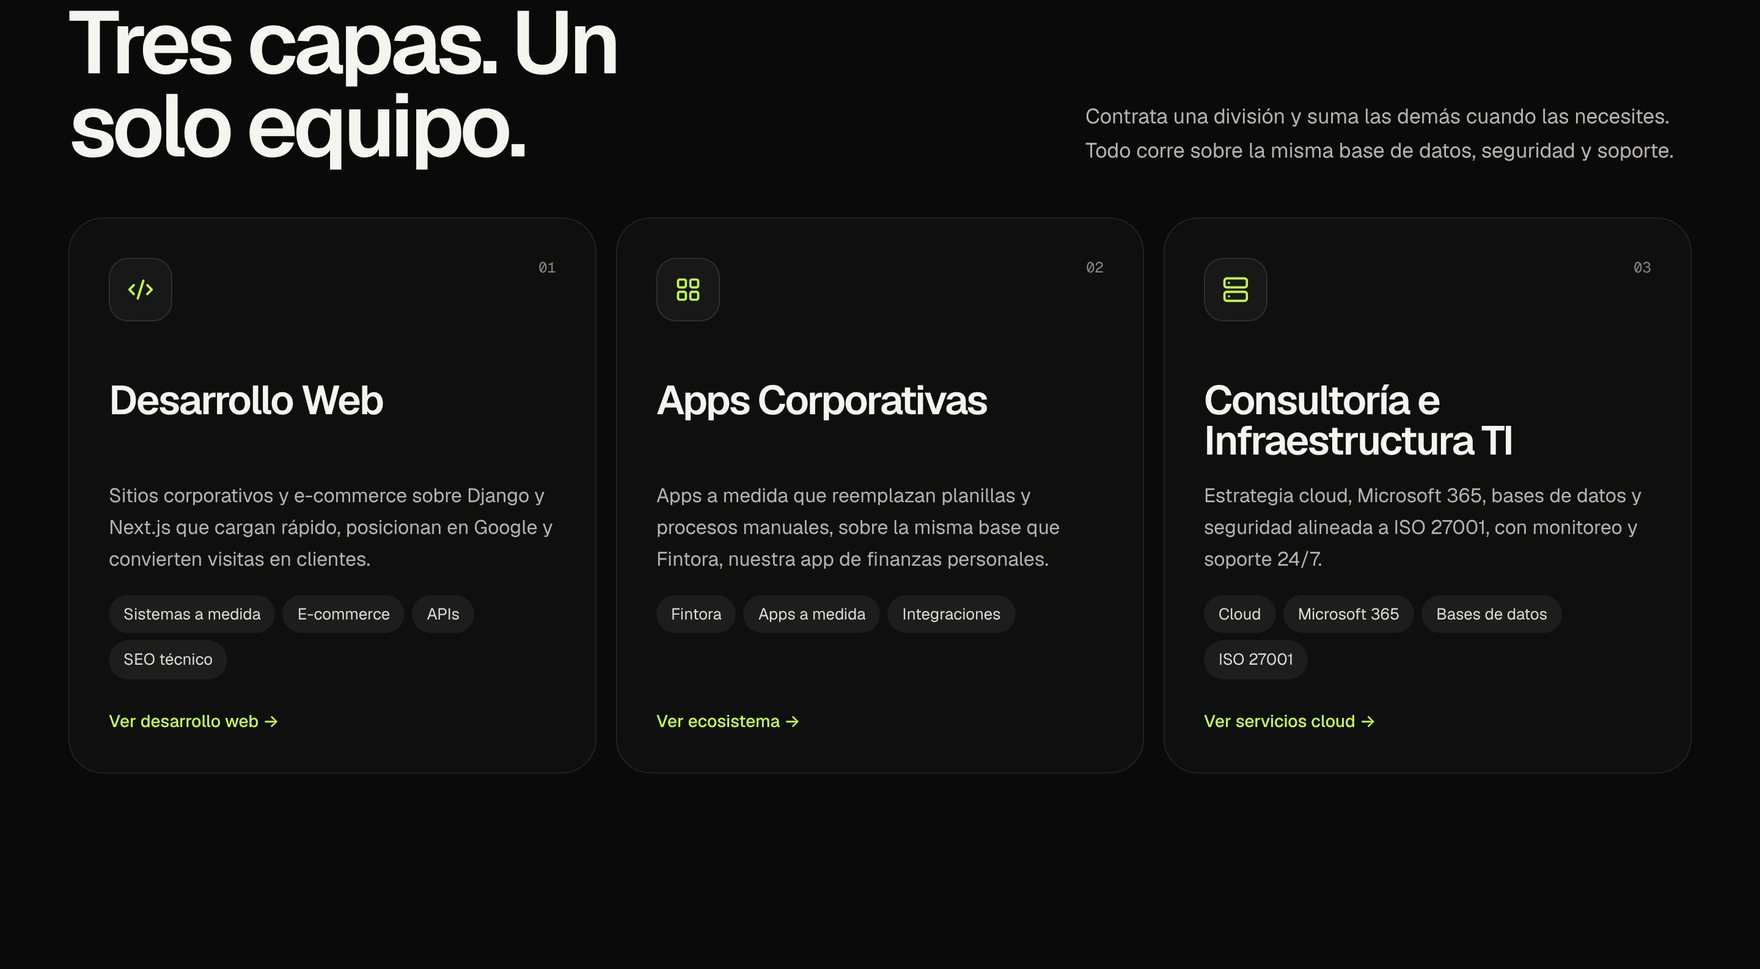 Tres capas. Un
solo equipo.
Contrata una división y suma las demás cuando las necesites.
Todo corre sobre la misma base de datos, seguridad y soporte.
01
Desarrollo Web
Sitios corporativos y e-commerce sobre Django y
Next.js que cargan rápido, posicionan en Google y
convierten visitas en clientes.
Sistemas a medida
E-commerce
APIs
SEO técnico
Ver desarrollo web →
02
Apps Corporativas
Apps a medida que reemplazan planillas y
procesos manuales, sobre la misma base que
Fintora, nuestra app de finanzas personales.
Fintora
Apps a medida
Integraciones
Ver ecosistema →
03
Consultoría e
Infraestructura TI
Estrategia cloud, Microsoft 365, bases de datos y
seguridad alineada a ISO 27001, con monitoreo y
soporte 24/7.
Cloud
Microsoft 365
Bases de datos
ISO 27001
Ver servicios cloud →